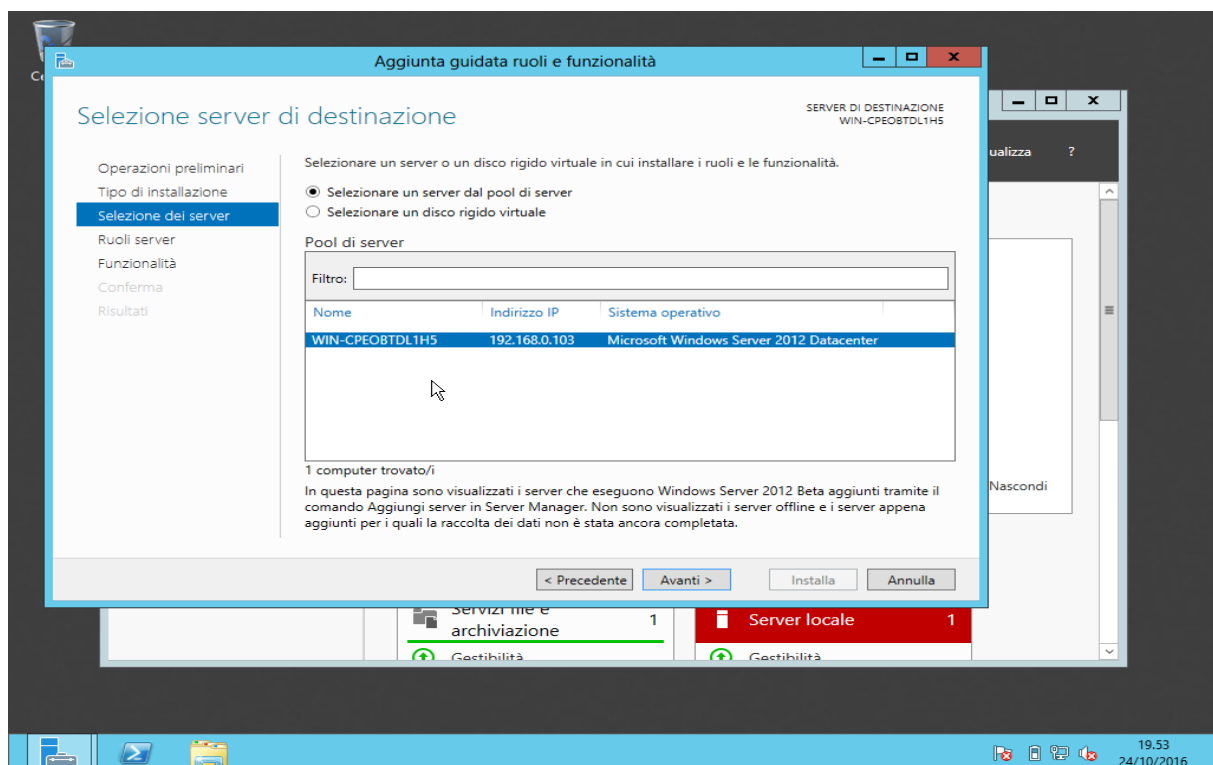 Aggiunta guidata ruoli e funzionalità
Selezione server di destinazione
SERVER DI DESTINAZIONE
WIN-CPEOBTDL1H5
Operazioni preliminari
Tipo di installazione
Selezione dei server
Ruoli server
Funzionalità
Conferma
Risultati
Selezionare un server o un disco rigido virtuale in cui installare i ruoli e le funzionalità.
Selezionare un server dal pool di server
Selezionare un disco rigido virtuale
Pool di server
Filtro:
Nome Indirizzo IP Sistema operativo
WIN-CPEOBTDL1H5 192.168.0.103 Microsoft Windows Server 2012 Datacenter
1 computer trovato/i
In questa pagina sono visualizzati i server che eseguono Windows Server 2012 Beta aggiunti tramite il
comando Aggiungi server in Server Manager. Non sono visualizzati i server offline e i server appena
aggiunti per i quali la raccolta dei dati non è stata ancora completata.
< Precedente Avanti > Installa Annulla
ualizza ?
Nascondi
Servizi file e
archiviazione 1
Server locale 1
Gestibilità
Gestibilità
19.53
24/10/2016